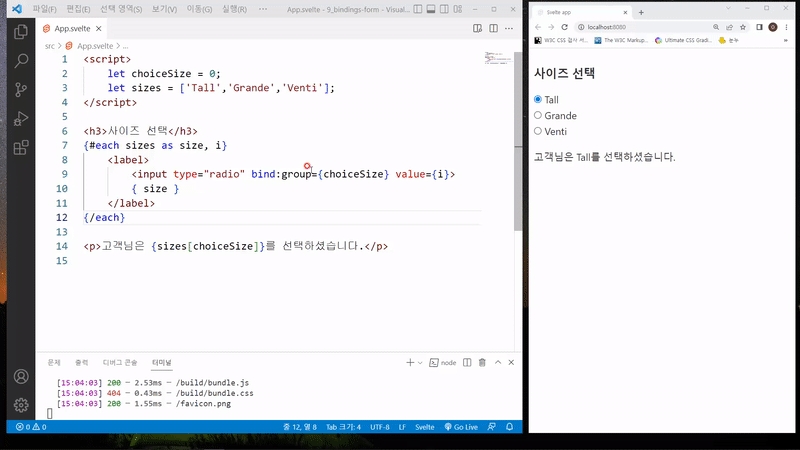 파일(F) 편집(E) 선택 영역(S) 보기(V) 이동(G) 실행(R) ··· App.svelte - 9_bindings-form - Visual...
App.svelte
src > App.svelte > ...
1 <script>
2 let choiceSize = 0;
3 let sizes = ['Tall','Grande','Venti'];
4 </script>
5
6 <h3>사이즈 선택</h3>
7 {#each sizes as size, i}
8 <label>
9 <input type="radio" bind:group={choiceSize} value={i}>
10 { size }
11 </label>
12 {/each}
13
14 <p>고객님은 {sizes[choiceSize]}를 선택하셨습니다.</p>
15
문제 출력 디버그 콘솔 터미널 node
[15:04:03] 200 ─ 2.53ms ─ /build/bundle.js
[15:04:03] 404 ─ 0.43ms ─ /build/bundle.css
[15:04:03] 200 ─ 1.55ms ─ /favicon.png
0 0 줄 12, 열 8 Tab 크기: 4 UTF-8 LF Svelte Go Live
Svelte app
localhost:8080
W3C CSS 검사 서... The W3C Markup... Ultimate CSS Gradi... 눈누
사이즈 선택
Tall
Grande
Venti
고객님은 Tall를 선택하셨습니다.